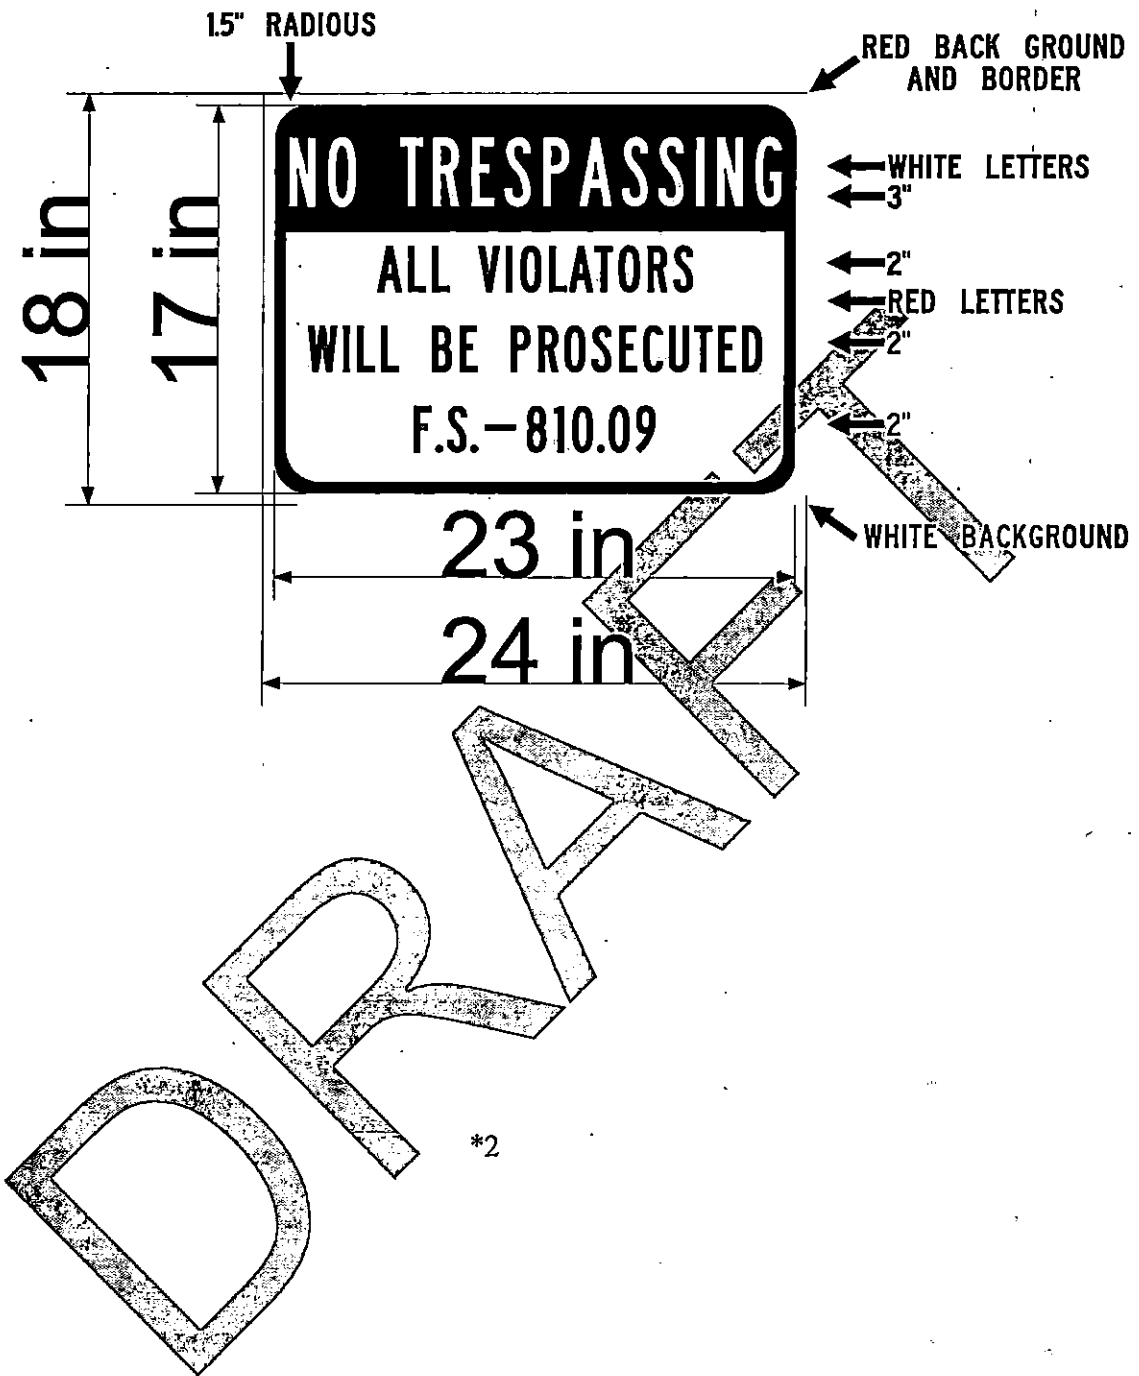 1.5" RADIOUS
RED BACK GROUND
AND BORDER
NO TRESPASSING
WHITE LETTERS
3"
ALL VIOLATORS
2"
RED LETTERS
WILL BE PROSECUTED
2"
F.S.-810.09
2"
18 in
17 in
WHITE BACKGROUND
23 in
24 in
DRAFT
*2